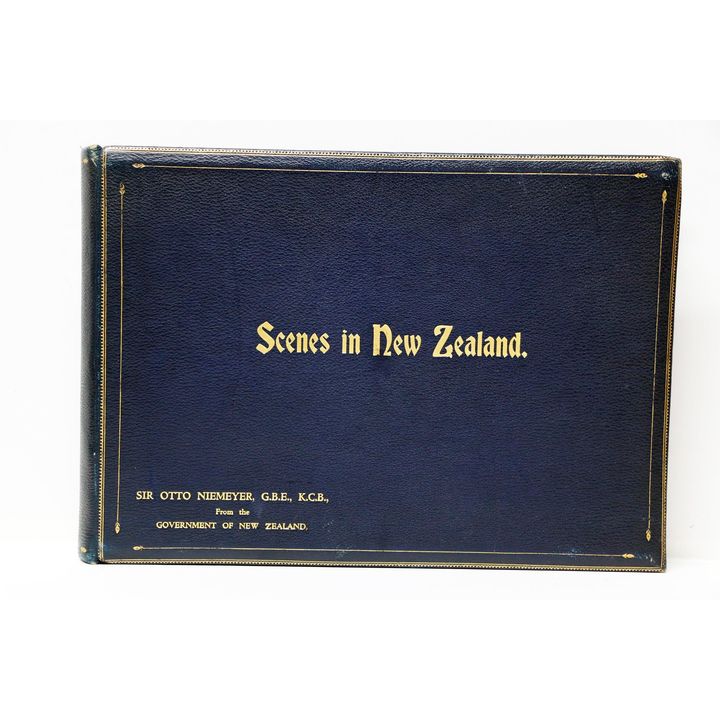 Scenes in New Zealand.
SIR OTTO NIEMEYER, G.B.E., K.C.B.,
From the
GOVERNMENT OF NEW ZEALAND.